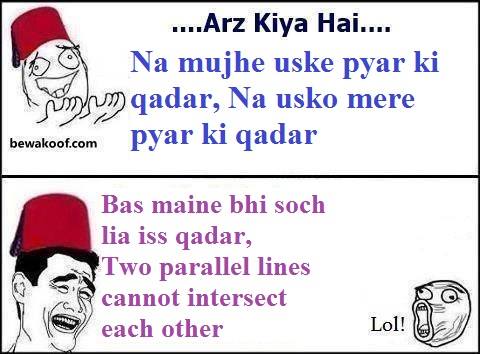 ....Arz Kiya Hai....
Na mujhe uske pyar ki
qadar, Na usko mere
pyar ki qadar
bewakoof.com
Bas maine bhi soch
lia iss qadar,
Two parallel lines
cannot intersect
each other
Lol!